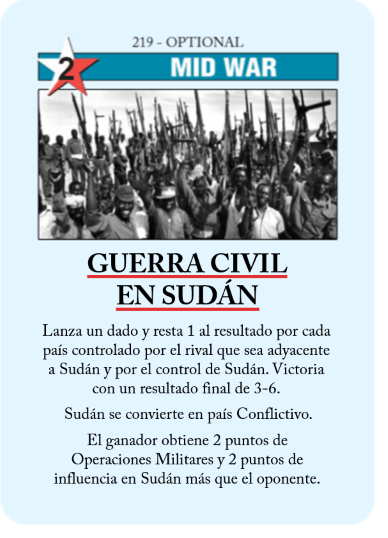 219 - OPTIONAL
2
MID WAR
GUERRA CIVIL
EN SUDÁN
Lanza un dado y resta 1 al resultado por cada
país controlado por el rival que sea adyacente
a Sudán y por el control de Sudán. Victoria
con un resultado final de 3-6.
Sudán se convierte en país Conflictivo.
El ganador obtiene 2 puntos de
Operaciones Militares y 2 puntos de
influencia en Sudán más que el oponente.